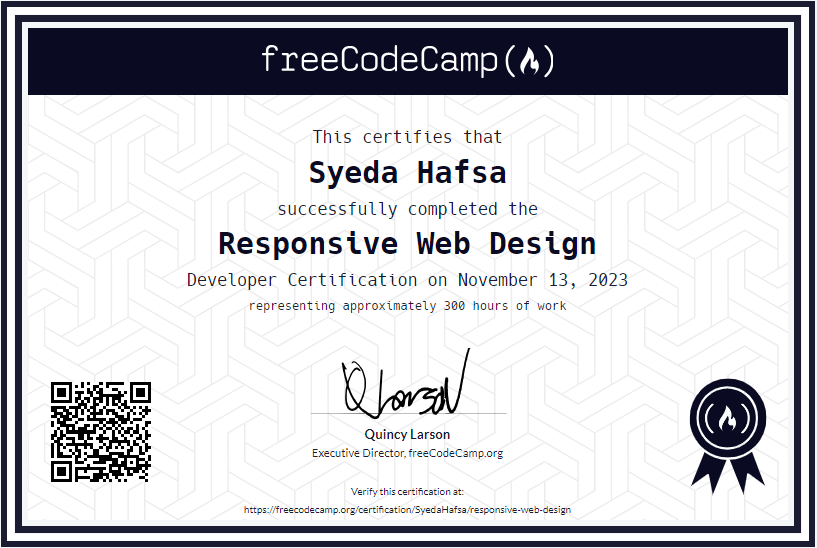 freeCodeCamp(🔥)
This certifies that
Syeda Hafsa
successfully completed the
Responsive Web Design
Developer Certification on November 13, 2023
representing approximately 300 hours of work
Q Larson
Quincy Larson
Executive Director, freeCodeCamp.org
Verify this certification at:
https://freecodecamp.org/certification/SyedaHafsa/responsive-web-design